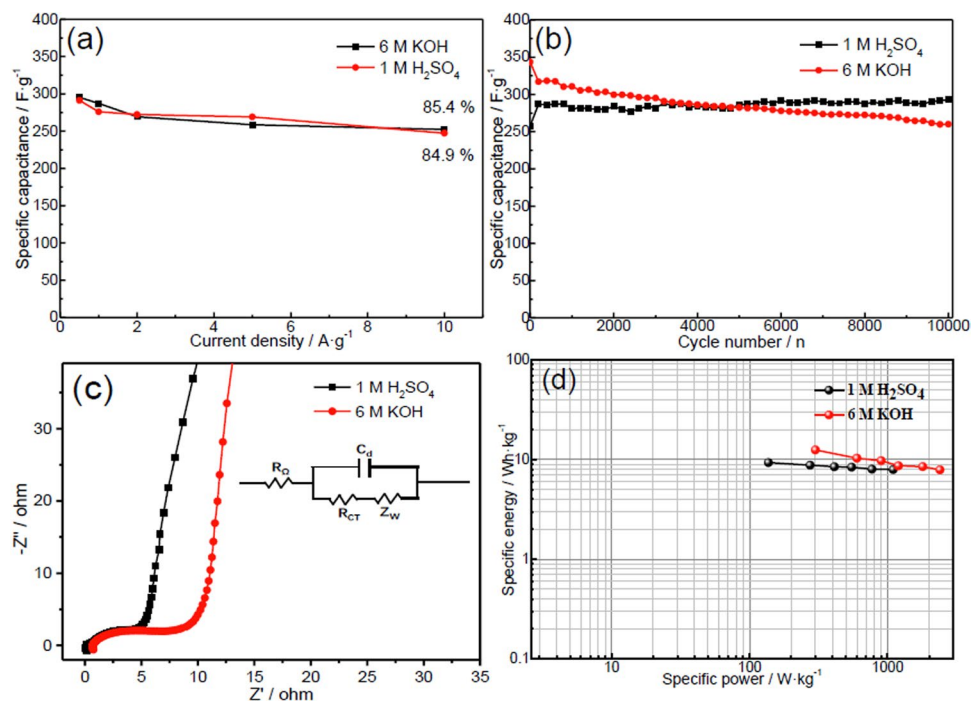 (a)
6 M KOH
1 M H₂SO₄
85.4 %
84.9 %
400
350
300
250
200
150
100
50
0
0 2 4 6 8 10
Specific capacitance / F·g⁻¹
Current density / A·g⁻¹
(b)
1 M H₂SO₄
6 M KOH
400
350
300
250
200
150
100
50
0
0 2000 4000 6000 8000 10000
Specific capacitance / F·g⁻¹
Cycle number / n
(c)
1 M H₂SO₄
6 M KOH
C_d
R_Ω
R_CT Z_W
30
20
10
0
0 5 10 15 20 25 30 35
-Z'' / ohm
Z' / ohm
(d)
1 M H₂SO₄
6 M KOH
100
10
1
0.1
10 100 1000
Specific energy / Wh·kg⁻¹
Specific power / W·kg⁻¹